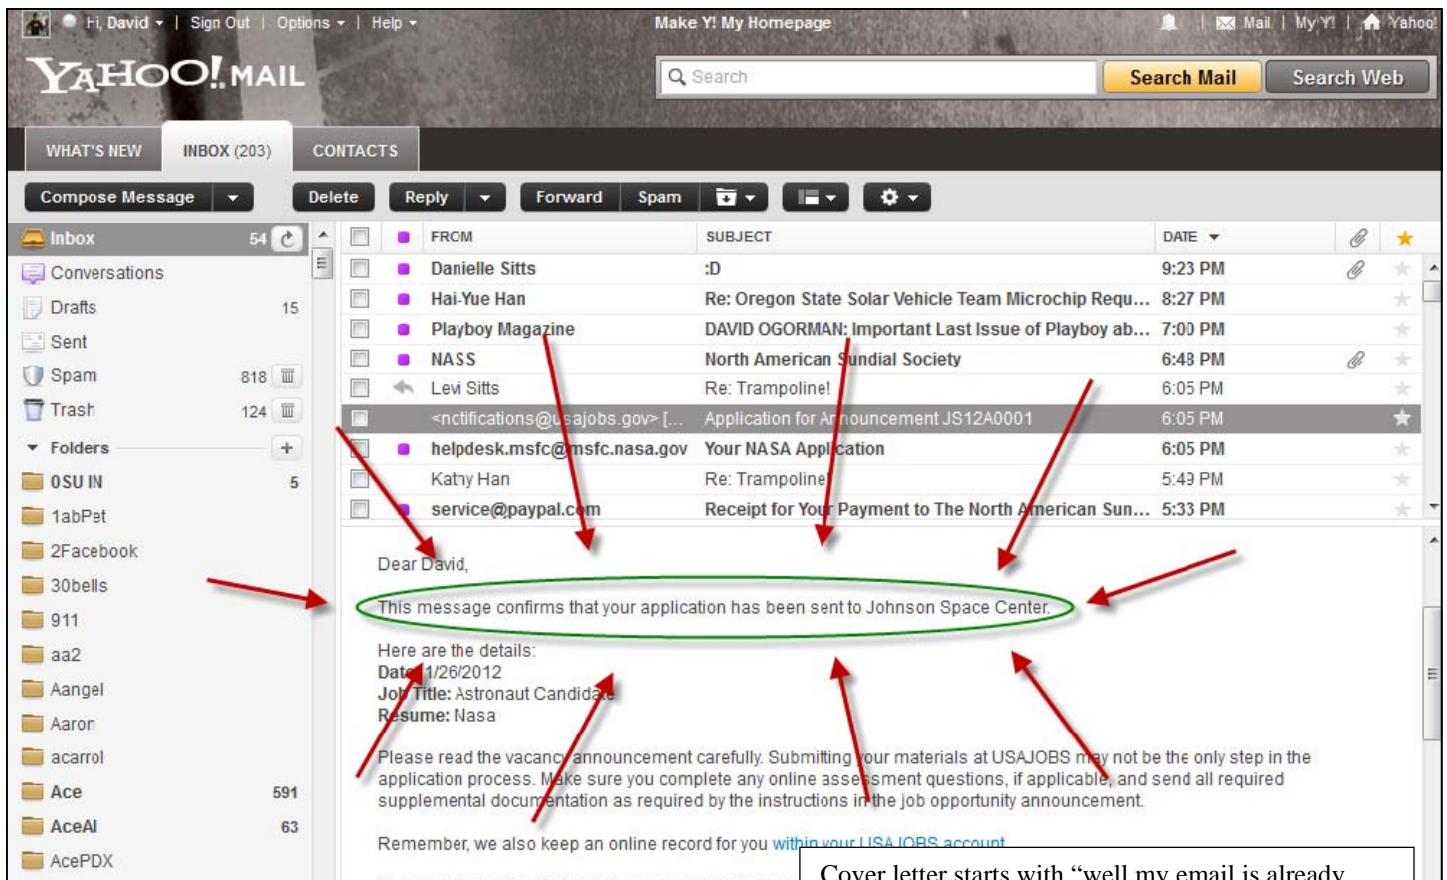 Hi, David | Sign Out | Options | Help
Make Y! My Homepage
Mail | My Y! | Yahoo!
YAHOO! MAIL
Search
Search Mail
Search Web
WHAT'S NEW
INBOX (203)
CONTACTS
Compose Message
Delete
Reply
Forward
Spam
Inbox 54
Conversations
Drafts 15
Sent
Spam 818
Trash 124
Folders
0SU IN 5
1abPet
2Facebook
30bells
911
aa2
Aangel
Aaron
acarrol
Ace 591
AceAI 63
AcePDX
FROM SUBJECT DATE
Danielle Sitts :D 9:23 PM
Hai-Yue Han Re: Oregon State Solar Vehicle Team Microchip Requ... 8:27 PM
Playboy Magazine DAVID OGORMAN: Important Last Issue of Playboy ab... 7:00 PM
NASS North American Sundial Society 6:48 PM
Levi Sitts Re: Trampoline! 6:05 PM
<notifications@usajobs.gov> [... Application for Announcement JS12A0001 6:05 PM
helpdesk.msfc@msfc.nasa.gov Your NASA Application 6:05 PM
Kathy Han Re: Trampoline! 5:49 PM
service@paypal.com Receipt for Your Payment to The North American Sun... 5:33 PM
Dear David,
This message confirms that your application has been sent to Johnson Space Center.
Here are the details:
Date: 1/26/2012
Job Title: Astronaut Candidate
Resume: Nasa
Please read the vacancy announcement carefully. Submitting your materials at USAJOBS may not be the only step in the
application process. Make sure you complete any online assessment questions, if applicable, and send all required
supplemental documentation as required by the instructions in the job opportunity announcement.
Remember, we also keep an online record for you within your USAJOBS account
Cover letter starts with “well my email is already